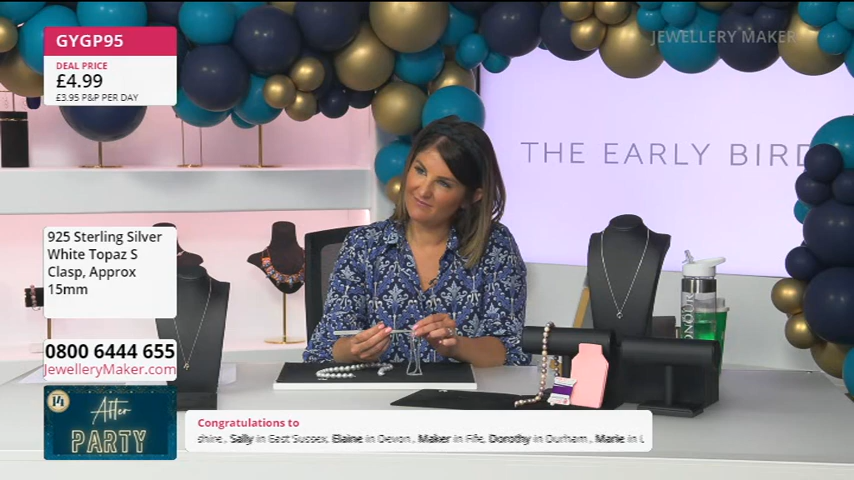 GYGP95
DEAL PRICE
£4.99
£3.95 P&P PER DAY
JEWELLERY MAKER
THE EARLY BIRD
925 Sterling Silver
White Topaz S
Clasp, Approx
15mm
0800 6444 655
JewelleryMaker.com
14
After
PARTY
Congratulations to
shire, Sally in East Sussex, Elaine in Devon, Maker in Fife, Dorothy in Durham, Marie in